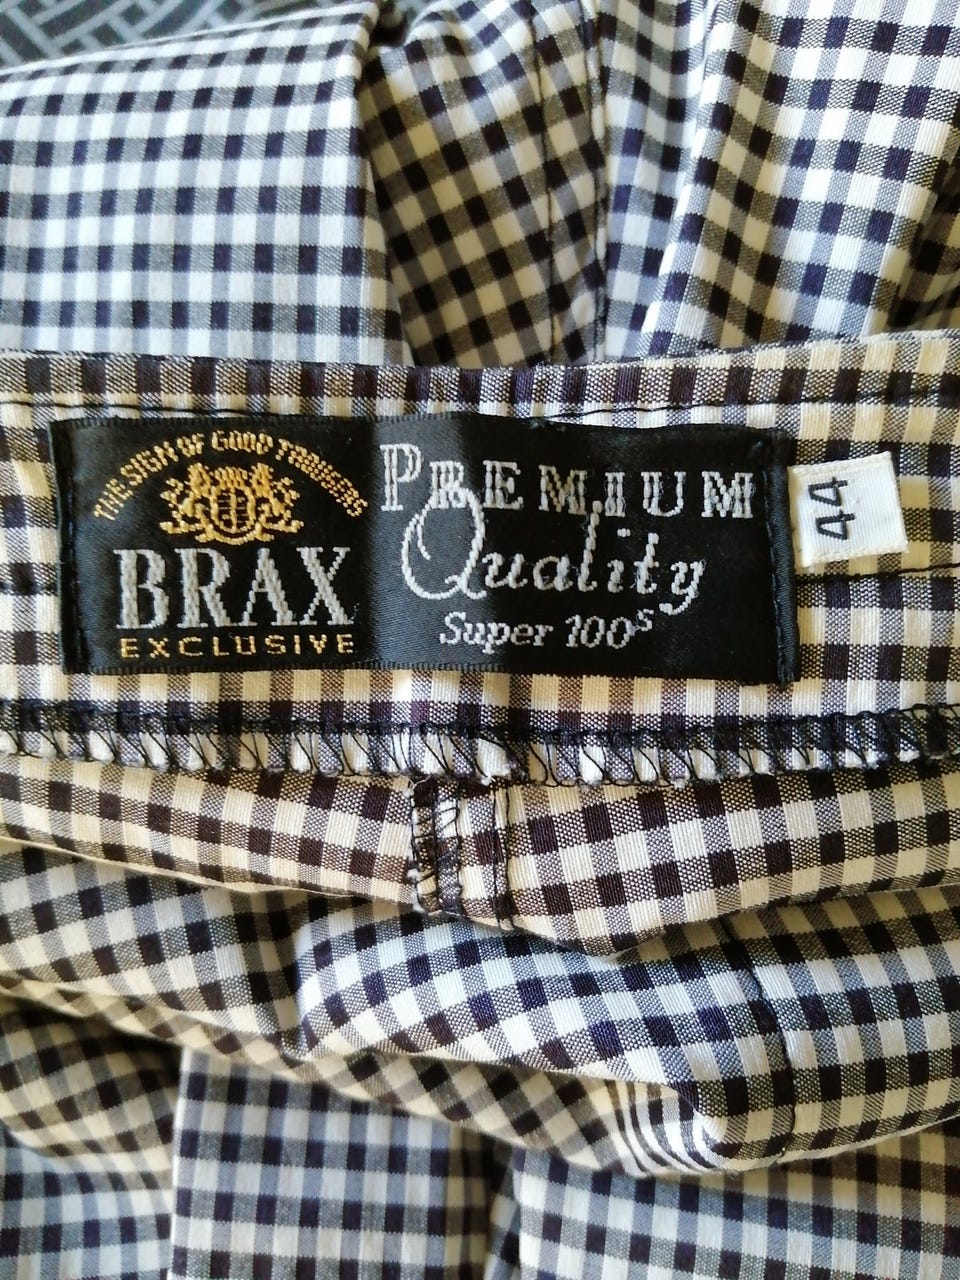 THE SIGN OF GOOD TROUSERS
BRAX
EXCLUSIVE
PREMIUM
Quality
Super 100s
44